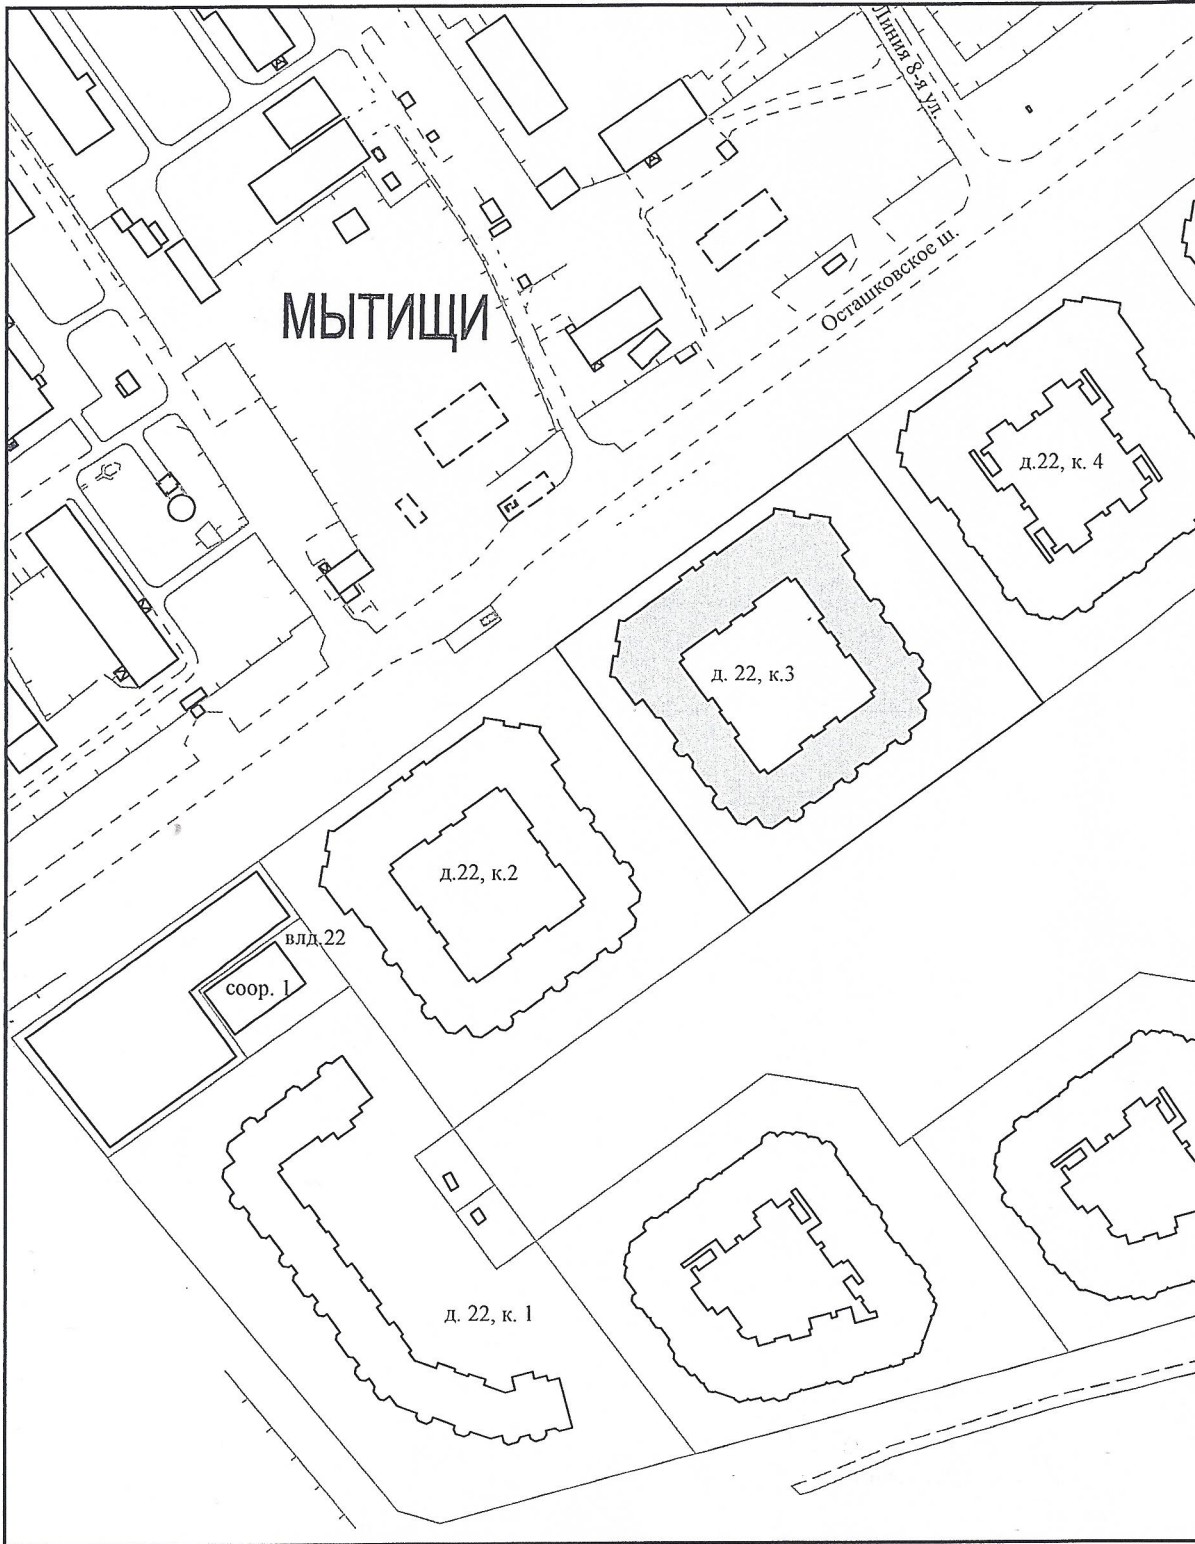 Линия 8-я ул.
Осташковское ш.
МЫТИЩИ
д.22, к. 4
д. 22, к.3
д.22, к.2
влд.22
соор. 1
д. 22, к. 1